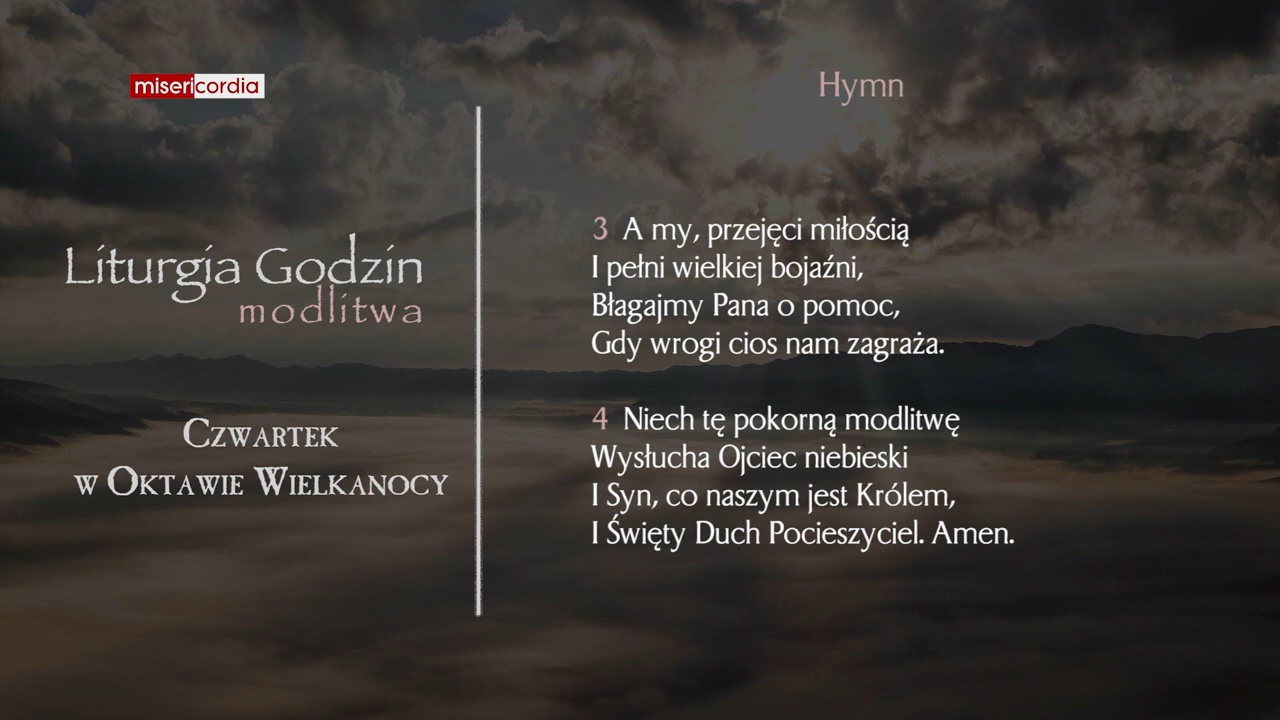 misericordia
Liturgia Godzin
modlitwa
Czwartek
w Oktawie Wielkanocy
Hymn
3 A my, przejęci miłością
I pełni wielkiej bojaźni,
Błagajmy Pana o pomoc,
Gdy wrogi cios nam zagraża.
4 Niech tę pokorną modlitwę
Wysłucha Ojciec niebieski
I Syn, co naszym jest Królem,
I Święty Duch Pocieszyciel. Amen.